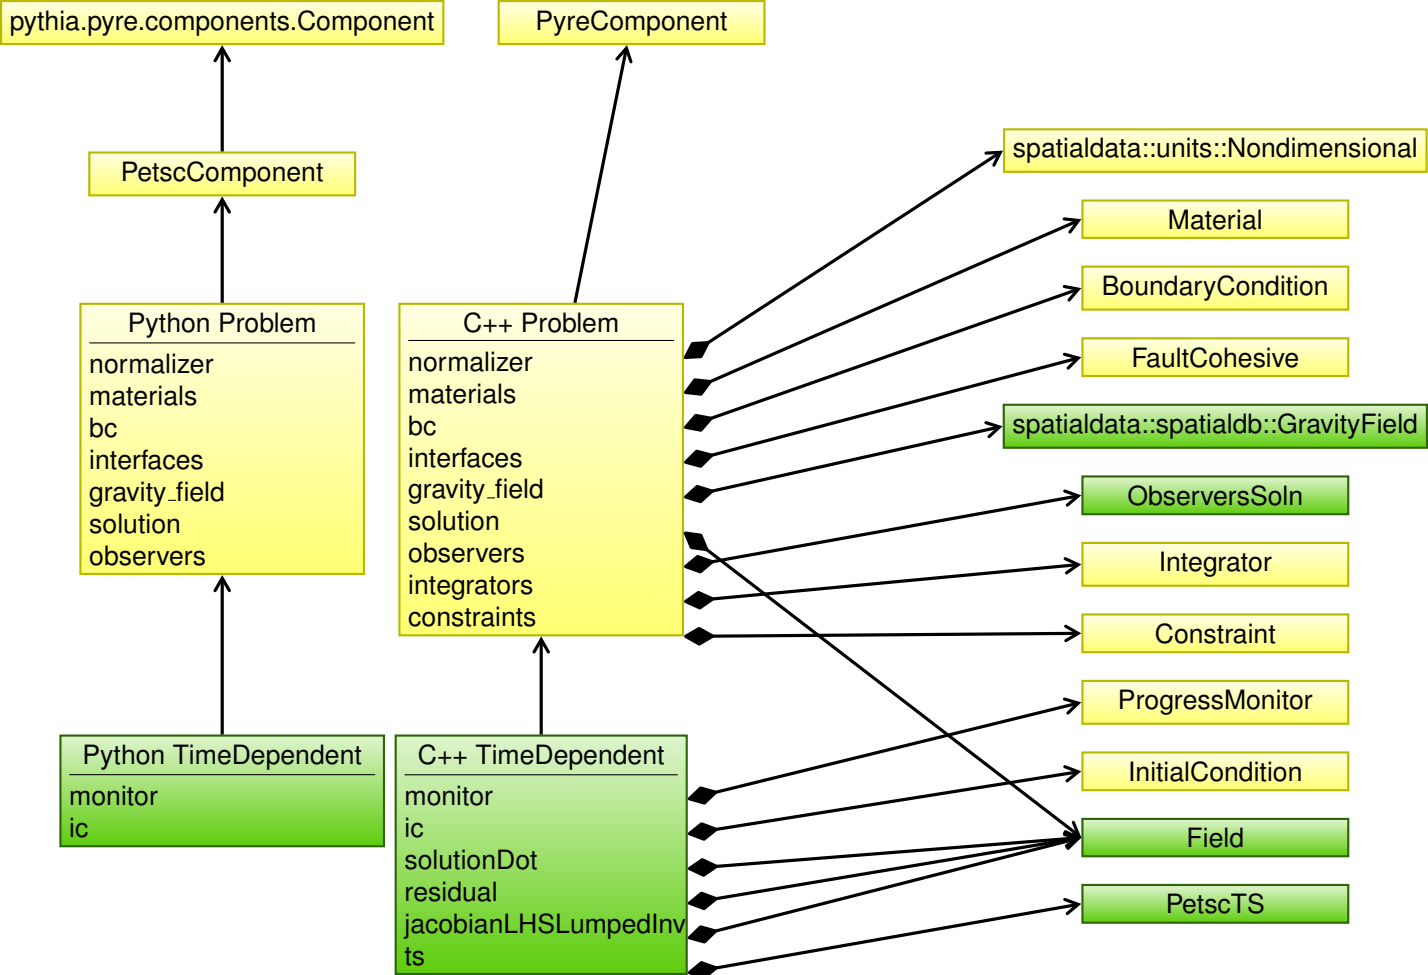 pythia.pyre.components.Component
PyreComponent
PetscComponent
Python Problem
normalizer
materials
bc
interfaces
gravity_field
solution
observers
C++ Problem
normalizer
materials
bc
interfaces
gravity_field
solution
observers
integrators
constraints
Python TimeDependent
monitor
ic
C++ TimeDependent
monitor
ic
solutionDot
residual
jacobianLHSLumpedInv
ts
spatialdata::units::Nondimensional
Material
BoundaryCondition
FaultCohesive
spatialdata::spatialdb::GravityField
ObserversSoln
Integrator
Constraint
ProgressMonitor
InitialCondition
Field
PetscTS